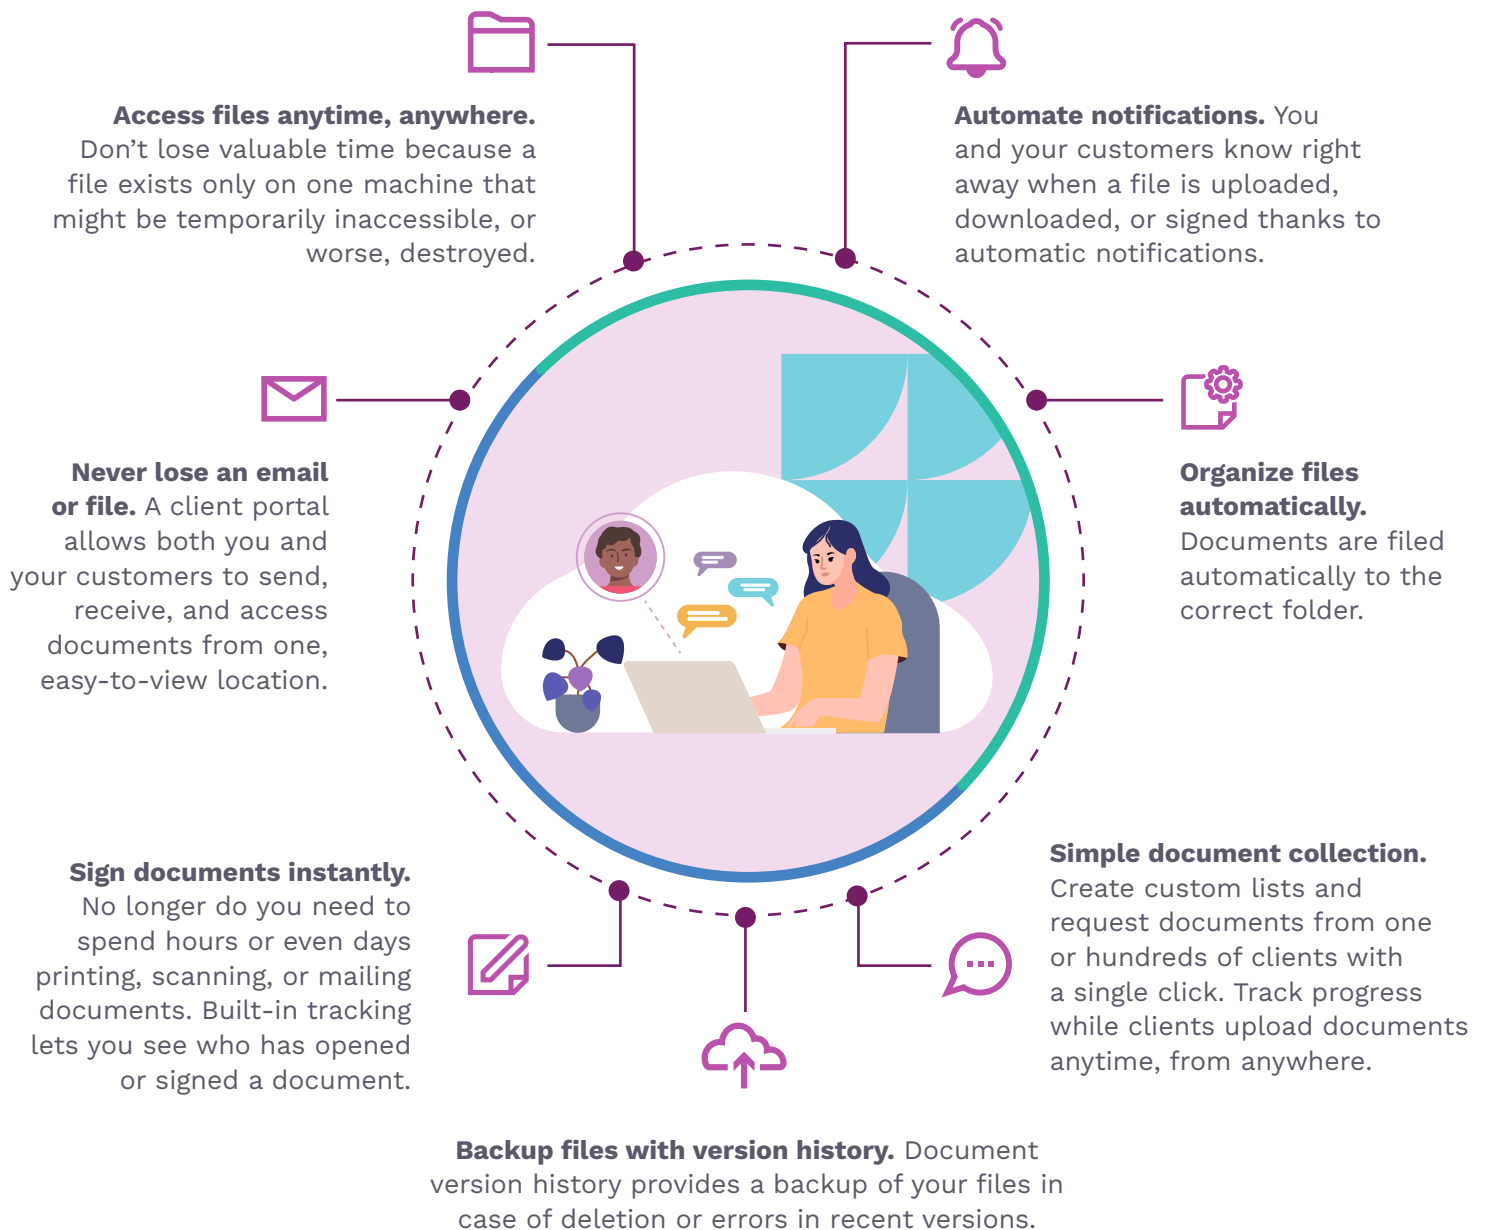 Access files anytime, anywhere.
Don’t lose valuable time because a
file exists only on one machine that
might be temporarily inaccessible, or
worse, destroyed.
Automate notifications. You
and your customers know right
away when a file is uploaded,
downloaded, or signed thanks to
automatic notifications.
Never lose an email
or file. A client portal
allows both you and
your customers to send,
receive, and access
documents from one,
easy-to-view location.
Organize files
automatically.
Documents are filed
automatically to the
correct folder.
Sign documents instantly.
No longer do you need to
spend hours or even days
printing, scanning, or mailing
documents. Built-in tracking
lets you see who has opened
or signed a document.
Simple document collection.
Create custom lists and
request documents from one
or hundreds of clients with
a single click. Track progress
while clients upload documents
anytime, from anywhere.
Backup files with version history. Document
version history provides a backup of your files in
case of deletion or errors in recent versions.